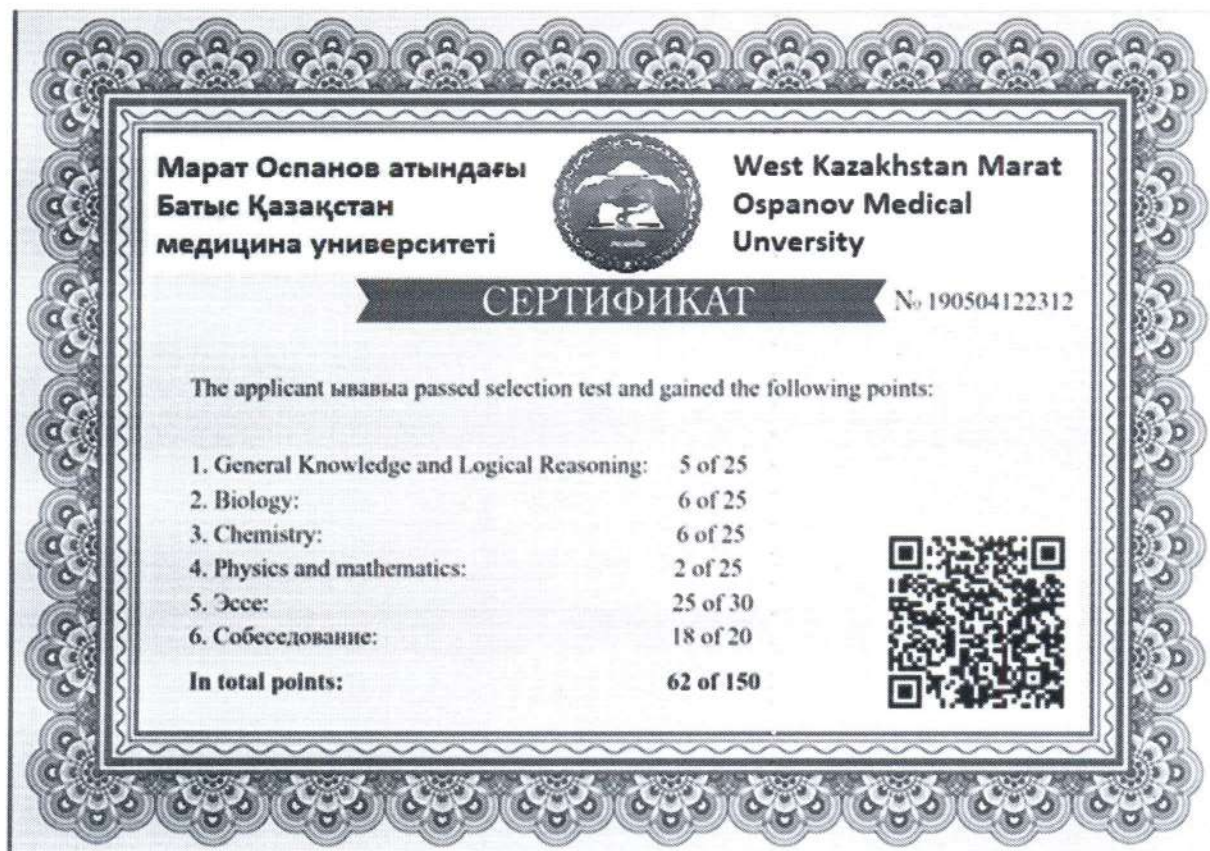 Марат Оспанов атындағы
Батыс Қазақстан
медицина университеті
West Kazakhstan Marat
Ospanov Medical
Unversity
СЕРТИФИКАТ
№ 190504122312
The applicant ывавыа passed selection test and gained the following points:
1. General Knowledge and Logical Reasoning: 5 of 25
2. Biology: 6 of 25
3. Chemistry: 6 of 25
4. Physics and mathematics: 2 of 25
5. Эссе: 25 of 30
6. Собеседование: 18 of 20
In total points: 62 of 150